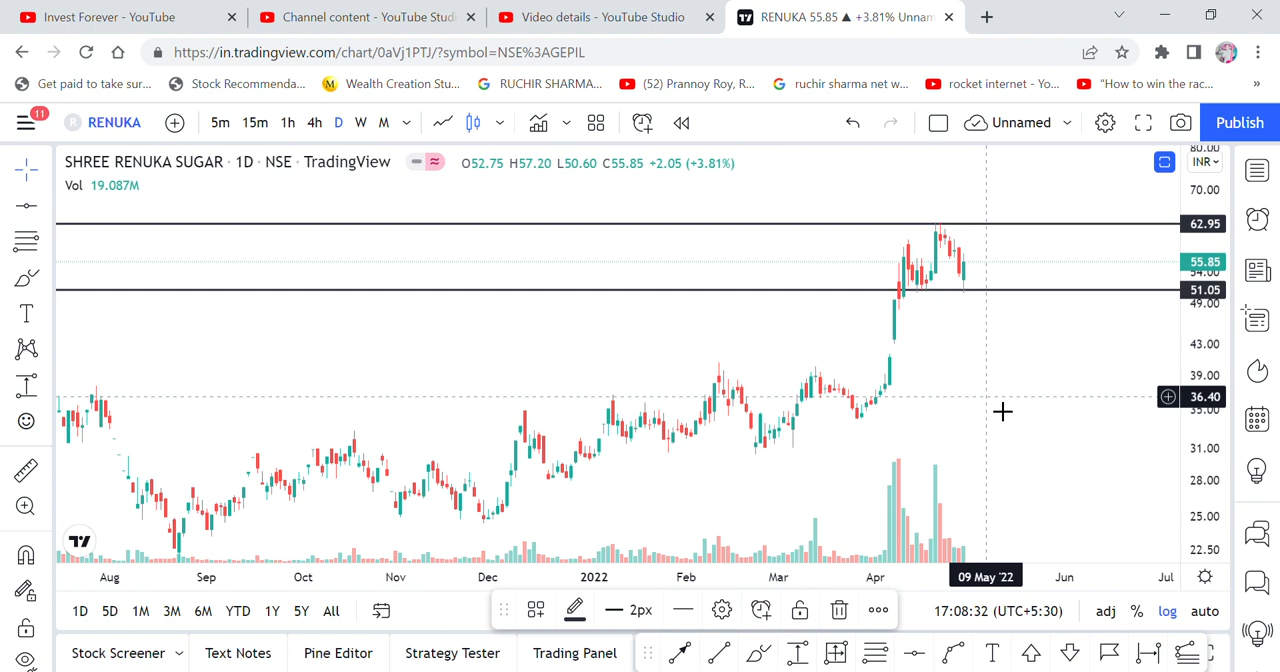 Invest Forever - YouTube
Channel content - YouTube Studi
Video details - YouTube Studio
RENUKA 55.85 ▲ +3.81% Unnam
https://in.tradingview.com/chart/0aVj1PTJ/?symbol=NSE%3AGEPIL
Get paid to take sur...
Stock Recommenda...
M Wealth Creation Stu...
RUCHIR SHARMA...
(52) Prannoy Roy, R...
ruchir sharma net w...
rocket internet - Yo...
"How to win the rac...
»
11
R RENUKA
5m 15m 1h 4h D W M
Unnamed
Publish
SHREE RENUKA SUGAR · 1D · NSE · TradingView
O52.75 H57.20 L50.60 C55.85 +2.05 (+3.81%)
Vol 19.087M
80.00
INR
70.00
62.95
55.85
54.00
51.05
49.00
43.00
39.00
36.40
35.00
31.00
28.00
25.00
22.50
Aug Sep Oct Nov Dec 2022 Feb Mar Apr 09 May '22 Jun Jul
1D 5D 1M 3M 6M YTD 1Y 5Y All
2px
17:08:32 (UTC+5:30)
adj % log auto
Stock Screener
Text Notes
Pine Editor
Strategy Tester
Trading Panel